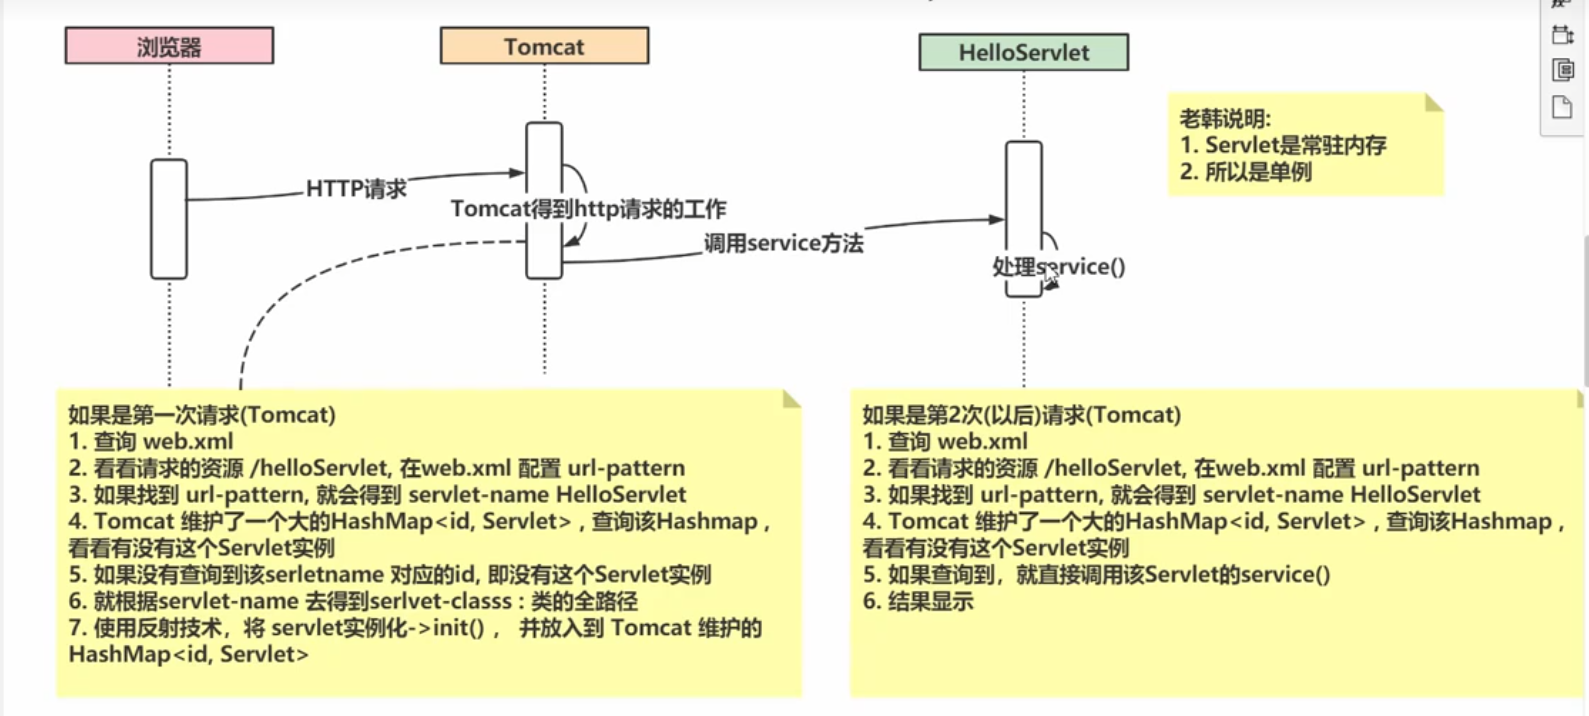 浏览器
Tomcat
HelloServlet
老韩说明:
1. Servlet是常驻内存
2. 所以是单例
HTTP请求
Tomcat得到http请求的工作
调用service方法
处理service()
如果是第一次请求(Tomcat)
1. 查询 web.xml
2. 看看请求的资源 /helloServlet, 在web.xml 配置 url-pattern
3. 如果找到 url-pattern, 就会得到 servlet-name HelloServlet
4. Tomcat 维护了一个大的HashMap<id, Servlet> , 查询该Hashmap ,
看看有没有这个Servlet实例
5. 如果没有查询到该serletname 对应的id, 即没有这个Servlet实例
6. 就根据servlet-name 去得到serlvet-classs : 类的全路径
7. 使用反射技术，将 servlet实例化->init() ， 并放入到 Tomcat 维护的
HashMap<id, Servlet>
如果是第2次(以后)请求(Tomcat)
1. 查询 web.xml
2. 看看请求的资源 /helloServlet, 在web.xml 配置 url-pattern
3. 如果找到 url-pattern, 就会得到 servlet-name HelloServlet
4. Tomcat 维护了一个大的HashMap<id, Servlet> , 查询该Hashmap ,
看看有没有这个Servlet实例
5. 如果查询到，就直接调用该Servlet的service()
6. 结果显示